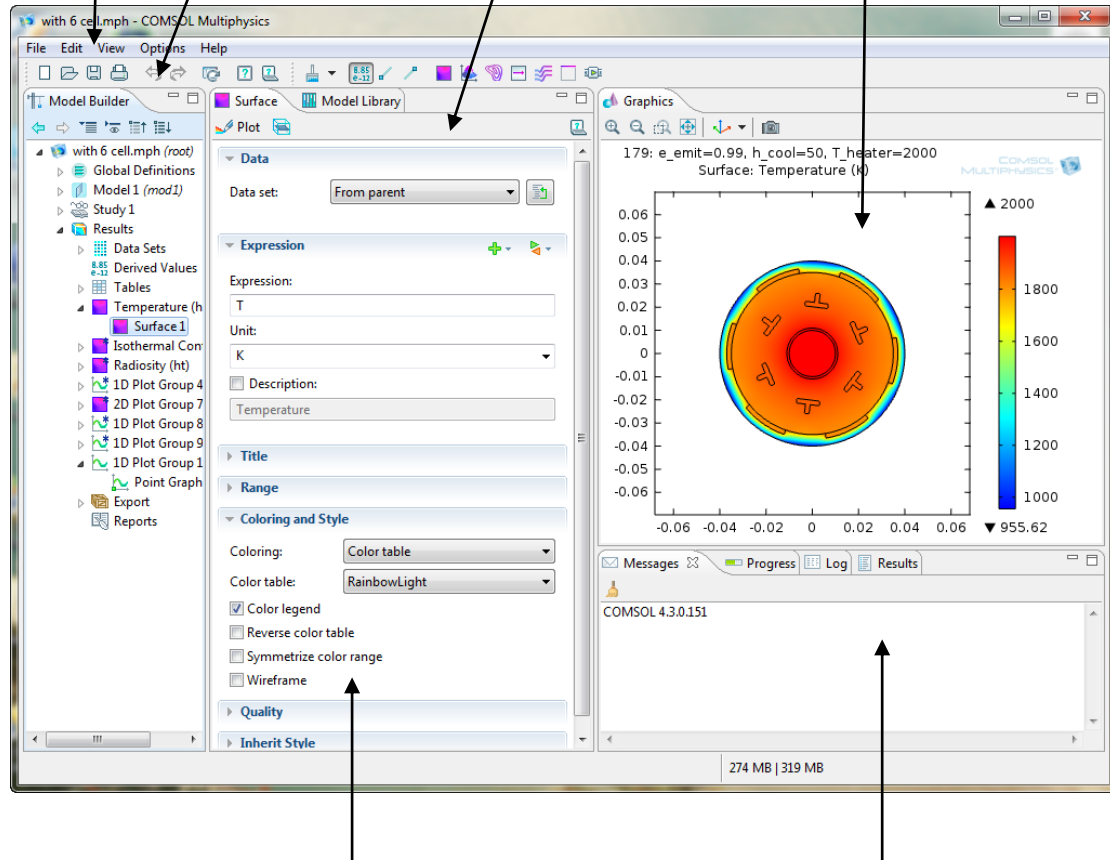 with 6 cell.mph - COMSOL Multiphysics
File Edit View Options Help
Model Builder
with 6 cell.mph (root)
Global Definitions
Model 1 (mod1)
Study 1
Results
Data Sets
8.85 e-12 Derived Values
Tables
Temperature (h
Surface 1
Isothermal Con
Radiosity (ht)
1D Plot Group 4
2D Plot Group 7
1D Plot Group 8
1D Plot Group 9
1D Plot Group 1
Point Graph
Export
Reports
Surface Model Library
Plot
Data
Data set: From parent
Expression
Expression:
T
Unit:
K
Description:
Temperature
Title
Range
Coloring and Style
Coloring: Color table
Color table: RainbowLight
Color legend
Reverse color table
Symmetrize color range
Wireframe
Quality
Inherit Style
Graphics
179: e_emit=0.99, h_cool=50, T_heater=2000
Surface: Temperature (K)
COMSOL
MULTIPHYSICS
▲ 2000
0.06
0.05
0.04
0.03
0.02
0.01
0
-0.01
-0.02
-0.03
-0.04
-0.05
-0.06
-0.06 -0.04 -0.02 0 0.02 0.04 0.06
1800
1600
1400
1200
1000
▼ 955.62
Messages Progress Log Results
COMSOL 4.3.0.151
274 MB | 319 MB